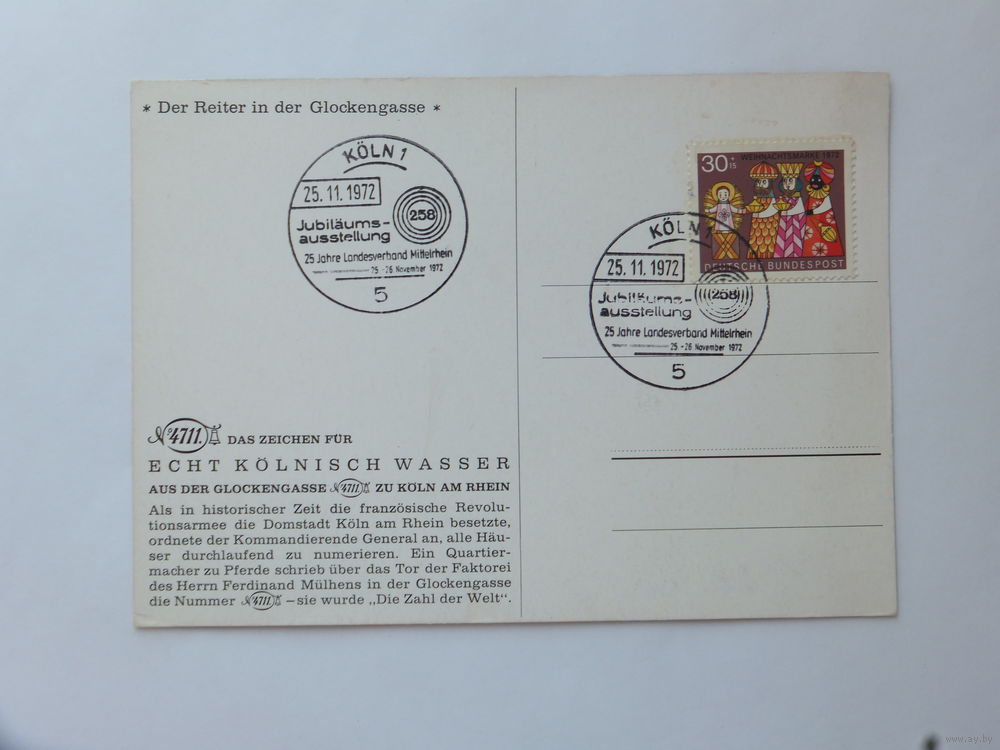 * Der Reiter in der Glockengasse *
KÖLN 1
25.11.1972
258
Jubiläums-
ausstellung
25 Jahre Landesverband Mittelrhein
25.-26 November 1972
5
30+15
WEIHNACHTSMARKE 1972
DEUTSCHE BUNDESPOST
KÖLN 1
25.11.1972
258
Jubiläums-
ausstellung
25 Jahre Landesverband Mittelrhein
25.-26 November 1972
5
Nº 4711. DAS ZEICHEN FÜR
ECHT KÖLNISCH WASSER
AUS DER GLOCKENGASSE Nº 4711. ZU KÖLN AM RHEIN
Als in historischer Zeit die französische Revolu-
tionsarmee die Domstadt Köln am Rhein besetzte,
ordnete der Kommandierende General an, alle Häu-
ser durchlaufend zu numerieren. Ein Quartier-
macher zu Pferde schrieb über das Tor der Faktorei
des Herrn Ferdinand Mülhens in der Glockengasse
die Nummer Nº 4711. – sie wurde „Die Zahl der Welt“.
www.ay.by